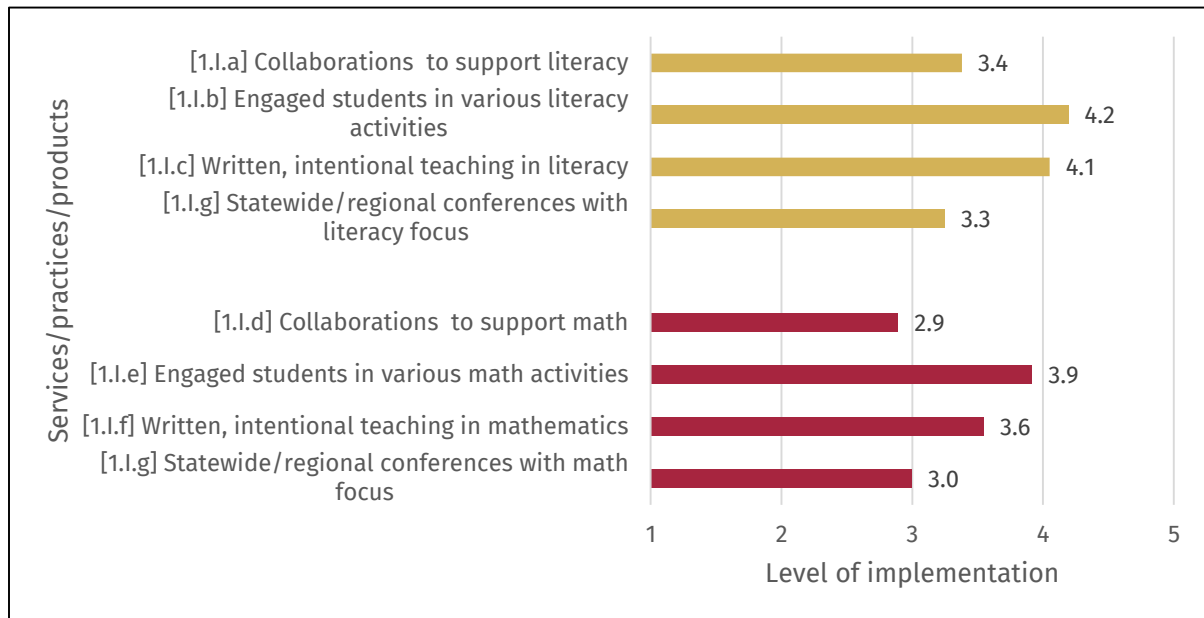 Services/practices/products
[1.I.a] Collaborations  to support literacy
3.4
[1.I.b] Engaged students in various literacy
activities
4.2
[1.I.c] Written, intentional teaching in literacy
4.1
[1.I.g] Statewide/regional conferences with
literacy focus
3.3
[1.I.d] Collaborations  to support math
2.9
[1.I.e] Engaged students in various math activities
3.9
[1.I.f] Written, intentional teaching in mathematics
3.6
[1.I.g] Statewide/regional conferences with math
focus
3.0
1 2 3 4 5
Level of implementation